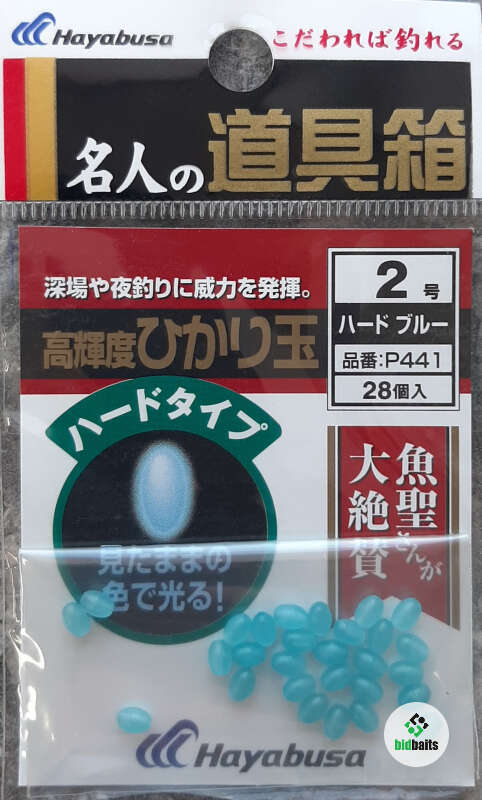 Hayabusa
こだわれば釣れる
名人の道具箱
深場や夜釣りに威力を発揮。
高輝度ひかり玉
2号
ハード ブルー
品番:P441
28個入
ハードタイプ
見たままの
色で光る!
魚聖さんが
大絶賛
Hayabusa
bidbaits